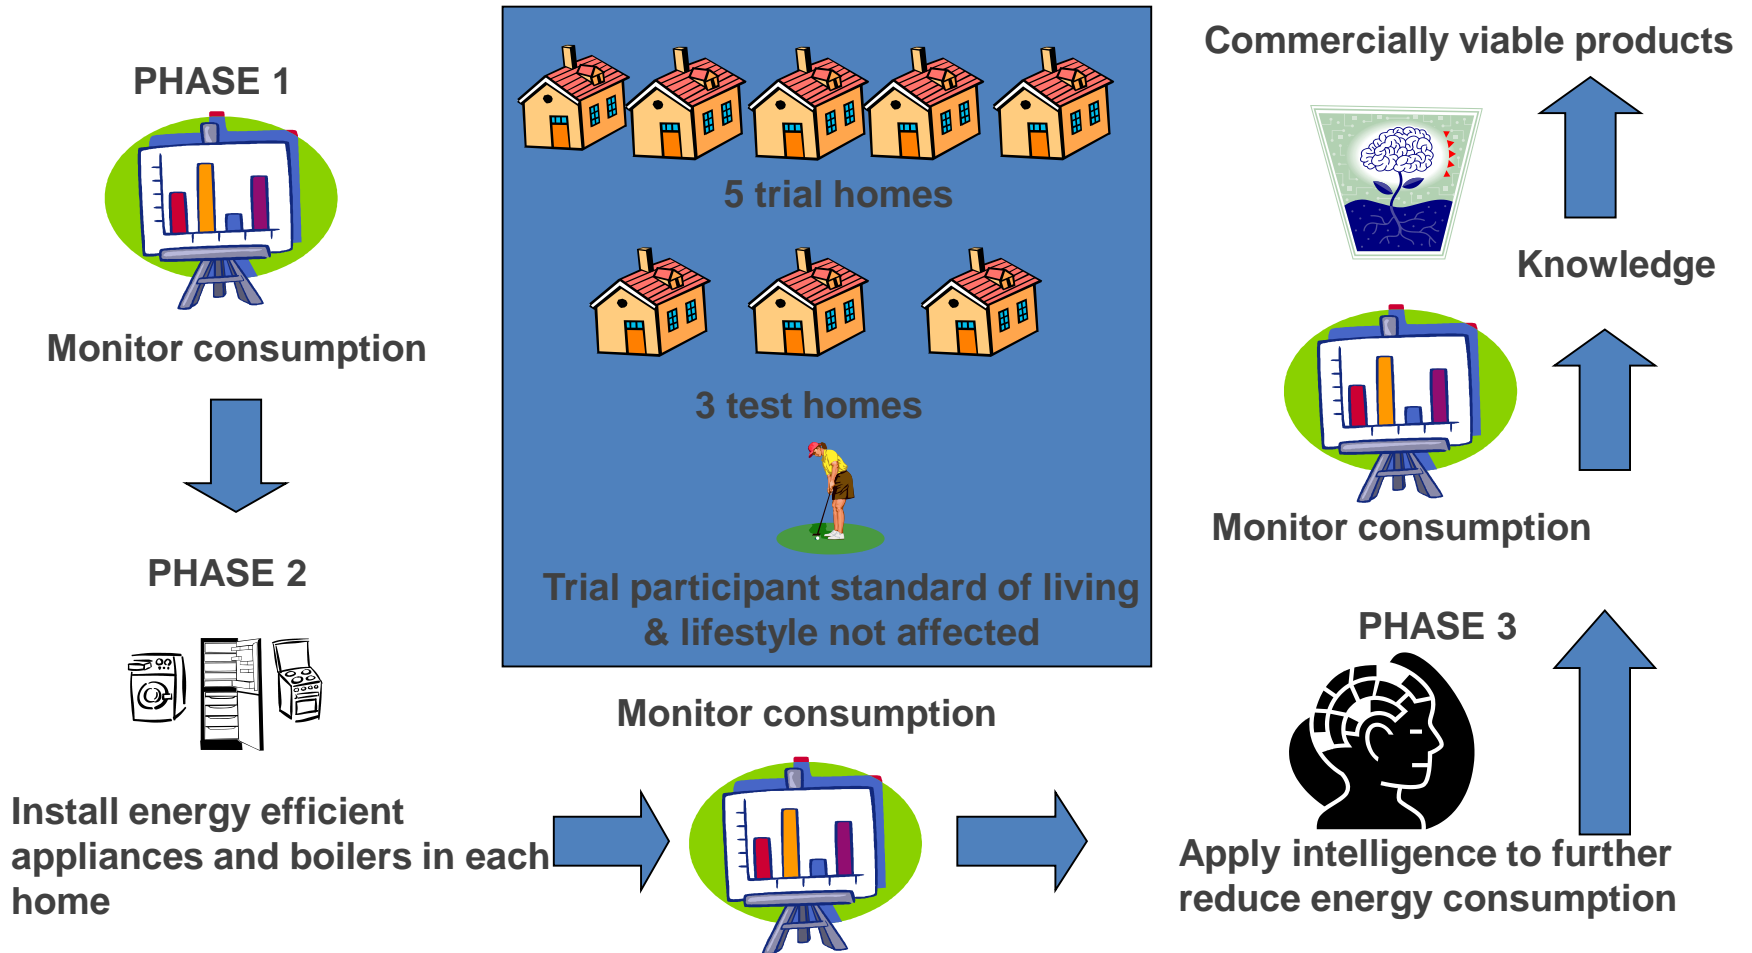 PHASE 1
Monitor consumption
PHASE 2
Install energy efficient
appliances and boilers in each
home
5 trial homes
3 test homes
Trial participant standard of living
& lifestyle not affected
Monitor consumption
PHASE 3
Apply intelligence to further
reduce energy consumption
Monitor consumption
Knowledge
Commercially viable products